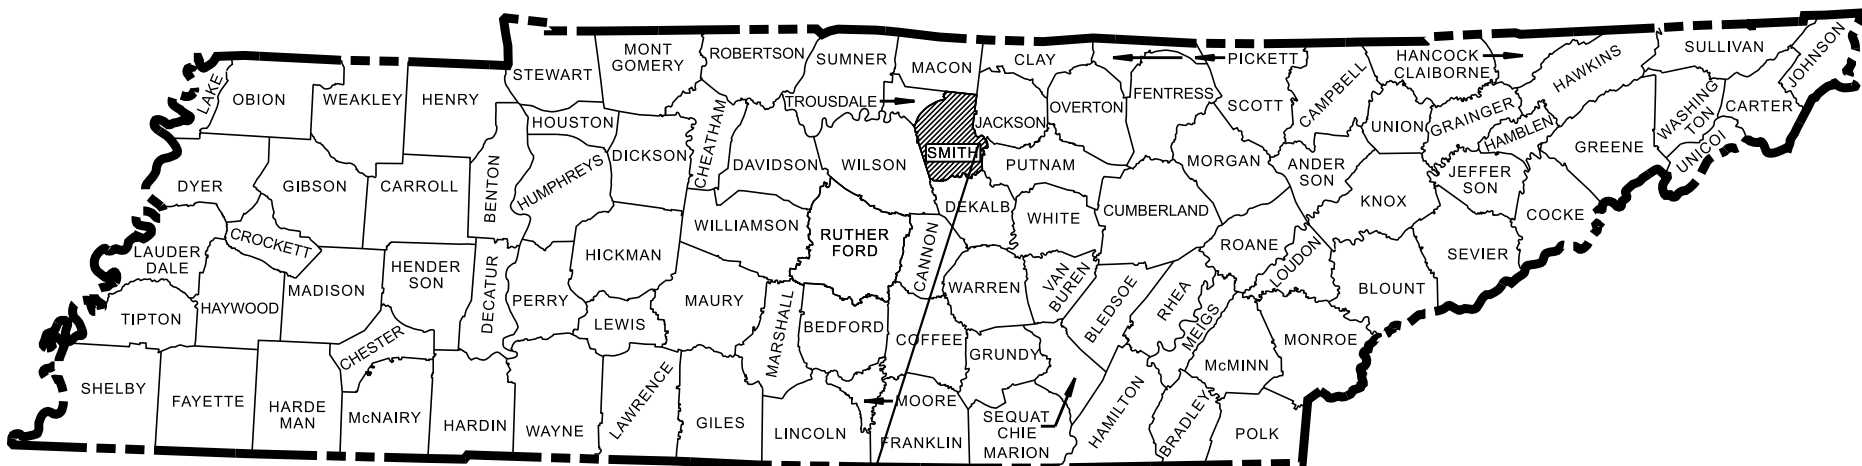 LAKE
OBION
WEAKLEY
HENRY
STEWART
MONT
GOMERY
ROBERTSON
SUMNER
MACON
CLAY
PICKETT
HANCOCK
CLAIBORNE
HAWKINS
SULLIVAN
JOHNSON
TROUSDALE
JACKSON
OVERTON
FENTRESS
SCOTT
CAMPBELL
UNION
GRAINGER
HAMBLEN
GREENE
WASHING
TON
UNICOI
CARTER
HOUSTON
DICKSON
CHEATHAM
DAVIDSON
WILSON
SMITH
PUTNAM
MORGAN
ANDER
SON
KNOX
JEFFER
SON
COCKE
DYER
GIBSON
CARROLL
BENTON
HUMPHREYS
WILLIAMSON
RUTHER
FORD
CANNON
DEKALB
WHITE
CUMBERLAND
ROANE
LOUDON
SEVIER
LAUDER
DALE
CROCKETT
HAYWOOD
MADISON
HENDER
SON
DECATUR
PERRY
HICKMAN
LEWIS
MAURY
MARSHALL
BEDFORD
COFFEE
WARREN
VAN
BUREN
BLEDSOE
RHEA
MEIGS
BLOUNT
MONROE
TIPTON
CHESTER
GRUNDY
McMINN
SHELBY
FAYETTE
HARDE
MAN
McNAIRY
HARDIN
WAYNE
LAWRENCE
GILES
LINCOLN
MOORE
FRANKLIN
SEQUAT
CHIE
MARION
HAMILTON
BRADLEY
POLK